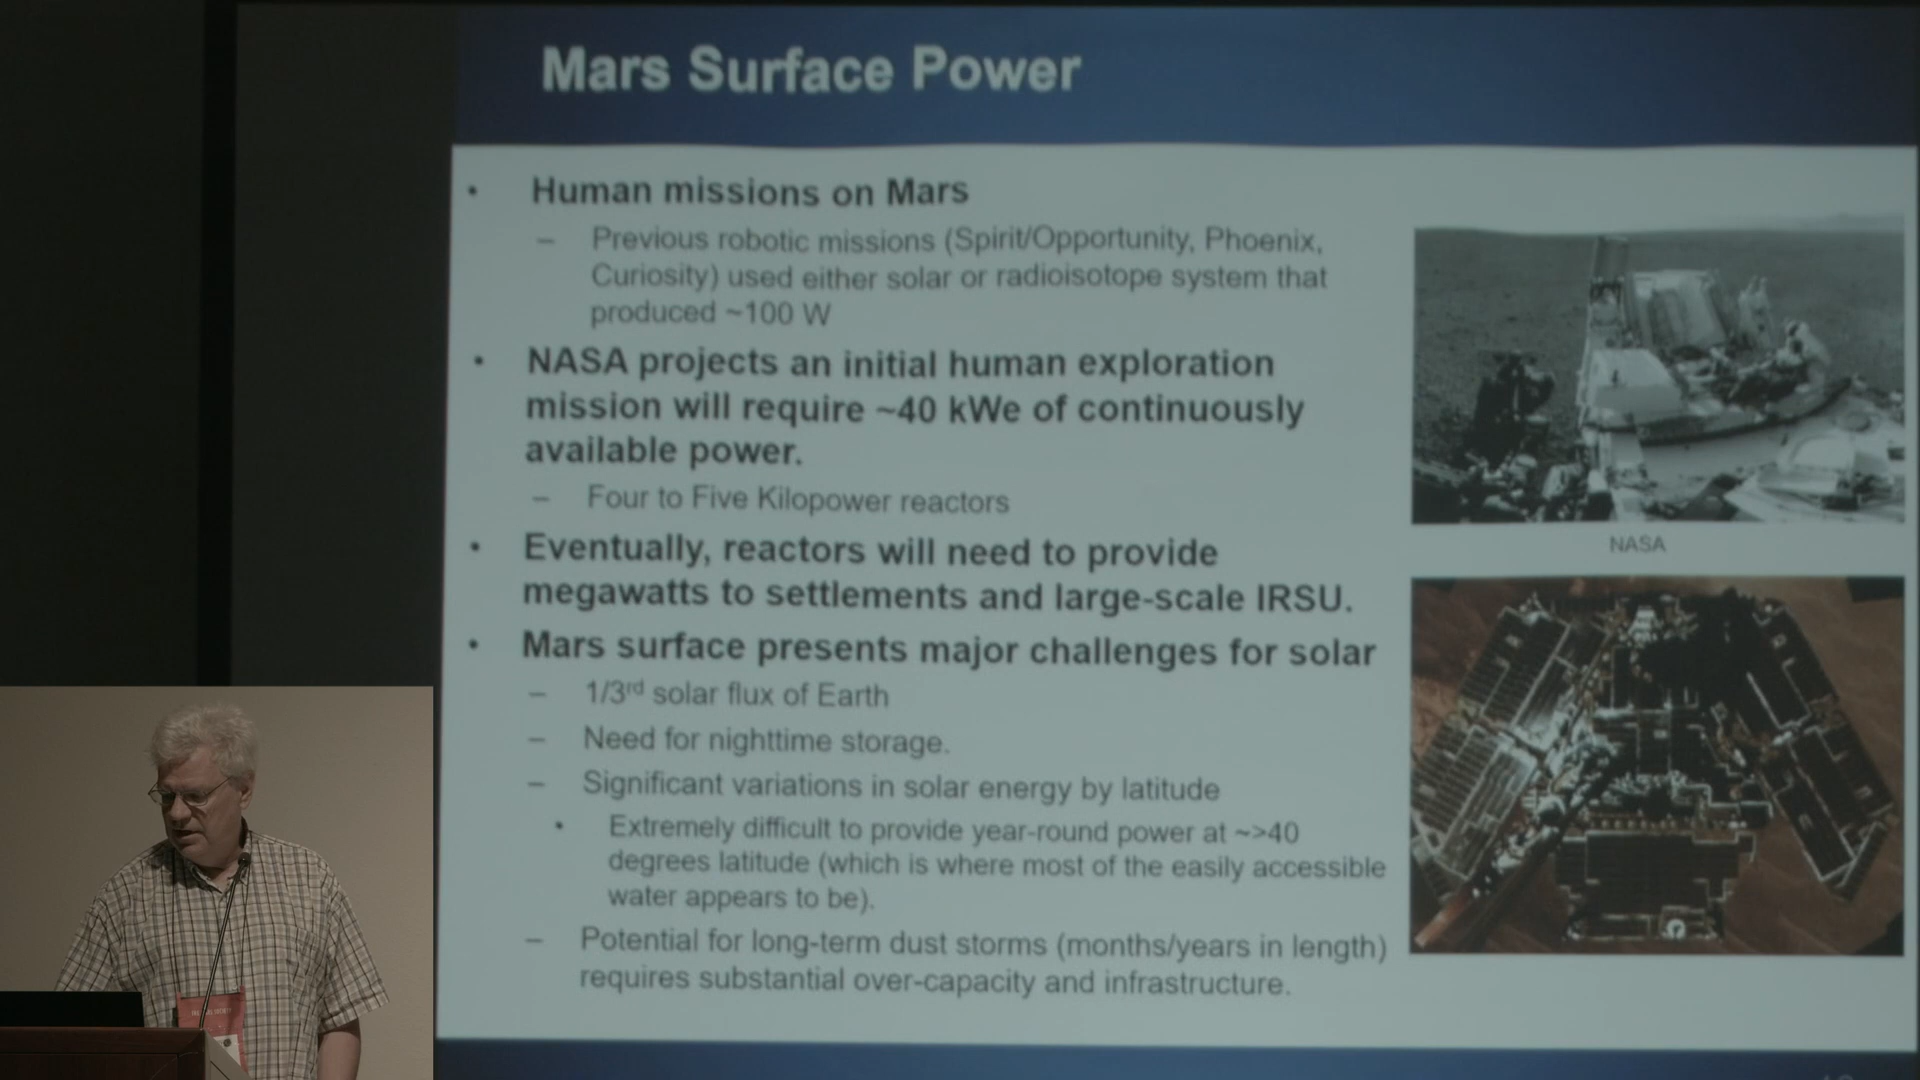 Mars Surface Power
• Human missions on Mars
– Previous robotic missions (Spirit/Opportunity, Phoenix,
Curiosity) used either solar or radioisotope system that
produced ~100 W
• NASA projects an initial human exploration
mission will require ~40 kWe of continuously
available power.
– Four to Five Kilopower reactors
• Eventually, reactors will need to provide
megawatts to settlements and large-scale IRSU.
• Mars surface presents major challenges for solar
– 1/3rd solar flux of Earth
– Need for nighttime storage.
– Significant variations in solar energy by latitude
• Extremely difficult to provide year-round power at ~>40
degrees latitude (which is where most of the easily accessible
water appears to be).
– Potential for long-term dust storms (months/years in length)
requires substantial over-capacity and infrastructure.
NASA